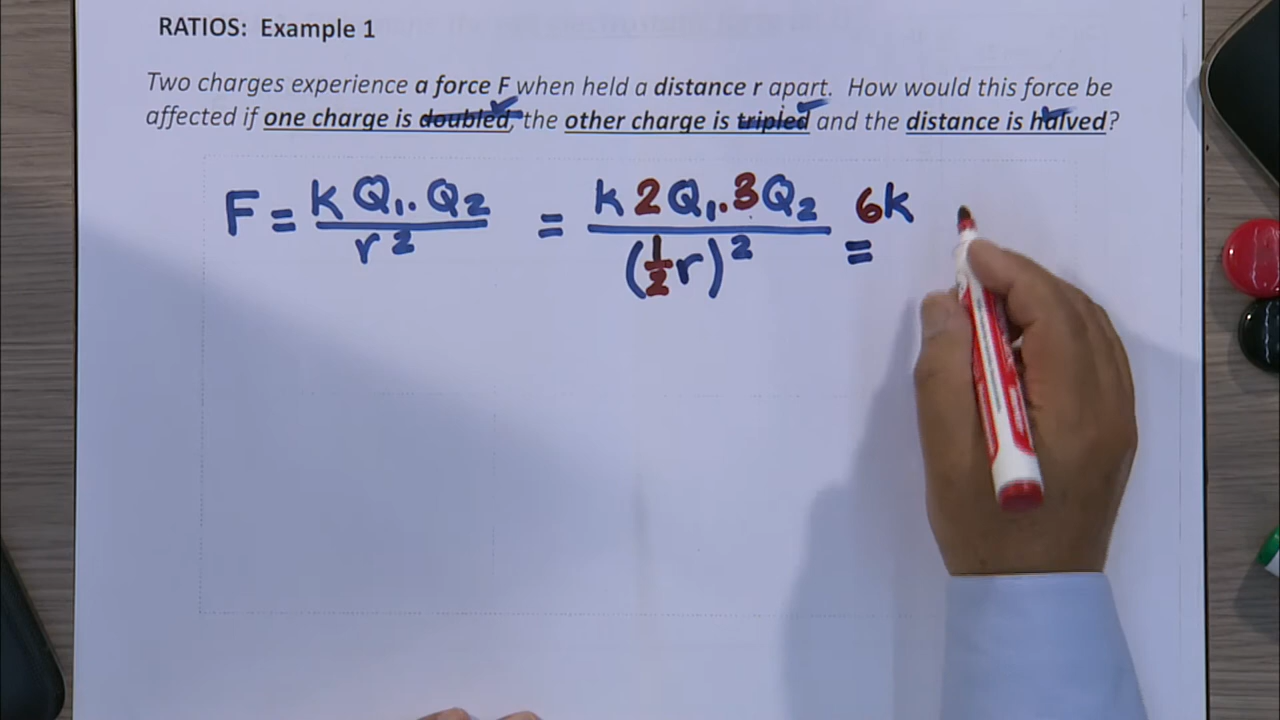 RATIOS: Example 1
Two charges experience a force F when held a distance r apart. How would this force be
affected if one charge is doubled, the other charge is tripled and the distance is halved?
F = k Q₁. Q₂ / r² = k 2Q₁. 3Q₂ / (½r)² = 6k